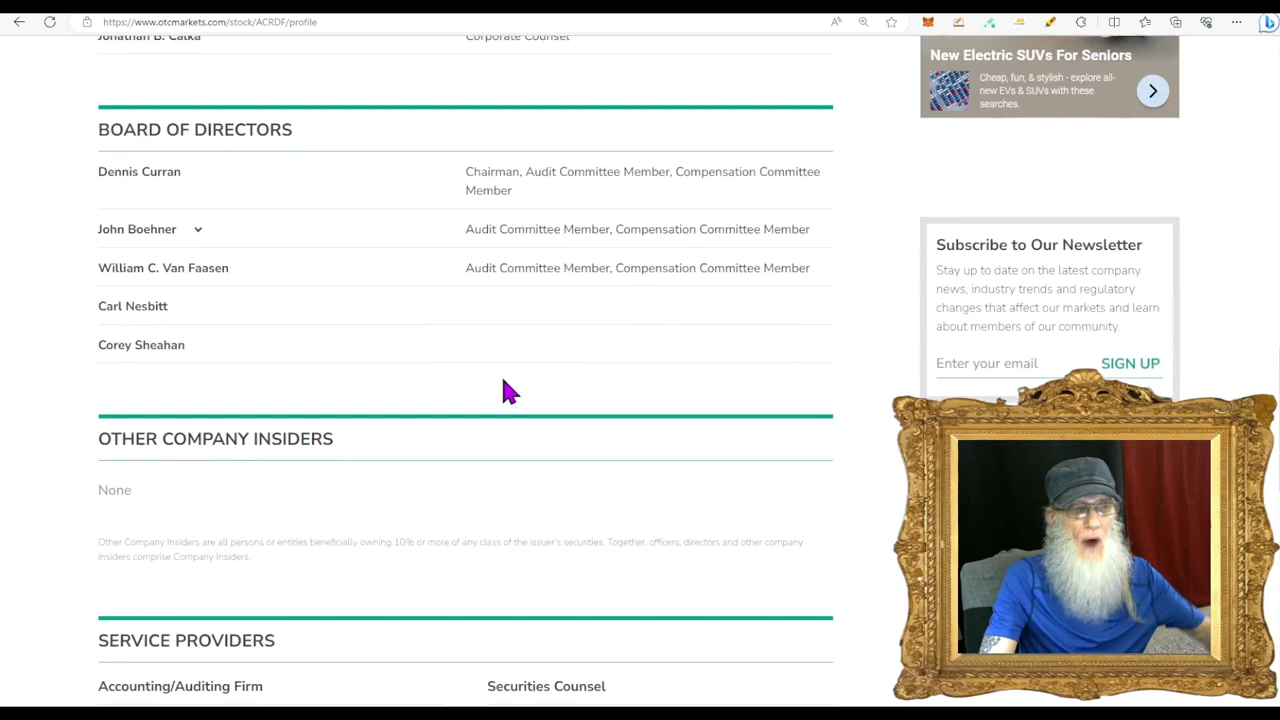 https://www.otcmarkets.com/stock/ACRDF/profile
Jonathan B. Calka
Corporate Counsel
BOARD OF DIRECTORS
Dennis Curran
Chairman, Audit Committee Member, Compensation Committee
Member
John Boehner
Audit Committee Member, Compensation Committee Member
William C. Van Faasen
Audit Committee Member, Compensation Committee Member
Carl Nesbitt
Corey Sheahan
OTHER COMPANY INSIDERS
None
Other Company Insiders are all persons or entities beneficially owning 10% or more of any class of the issuer's securities. Together, officers, directors and other company
insiders comprise Company Insiders.
SERVICE PROVIDERS
Accounting/Auditing Firm
Securities Counsel
New Electric SUVs For Seniors
Cheap, fun, & stylish - explore all-
new EVs & SUVs with these
searches.
Subscribe to Our Newsletter
Stay up to date on the latest company
news, industry trends and regulatory
changes that affect our markets and learn
about members of our community.
Enter your email
SIGN UP